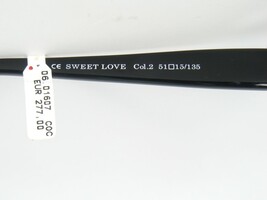 CE SWEET LOVE Col.2 51□15/135
06 01607 COC
EUR 277,00